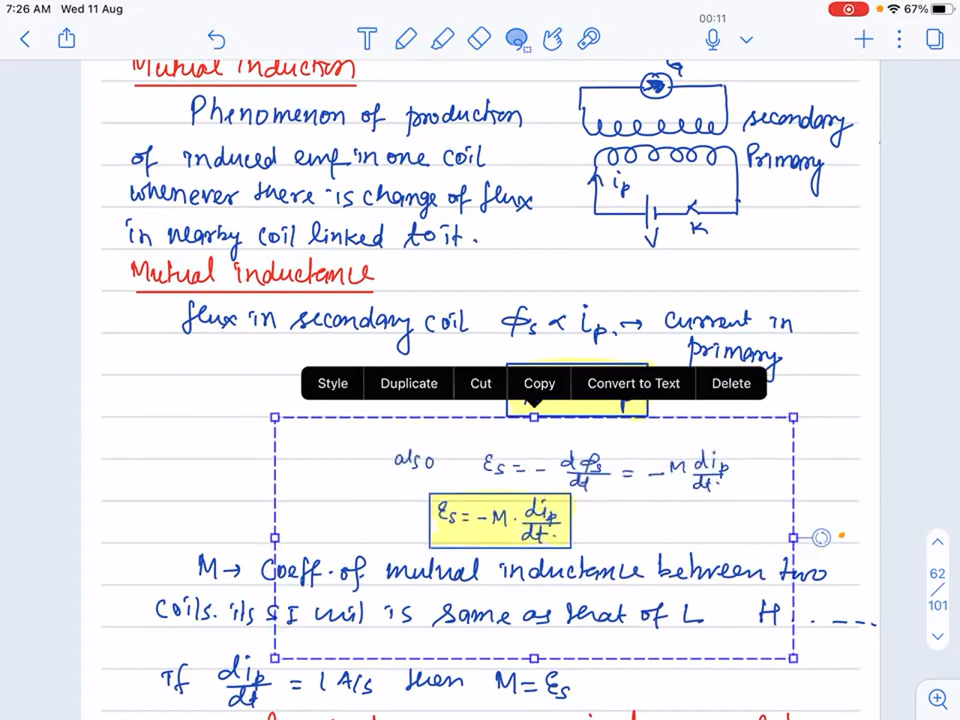 7:26 AM Wed 11 Aug
67%
00:11
Mutual induction
Phenomenon of production
of induced emf in one coil
whenever there is change of flux
in nearby coil linked to it.
G
secondary
Primary
ip
V
K
Mutual inductance
flux in secondary coil ϕs ∝ ip. → current in
primary
Style Duplicate Cut Copy Convert to Text Delete
also εs = - dϕs/dt = -M dip/dt.
εs = -M · dip/dt.
M → Coeff. of mutual inductance between two
coils. its SI unit is same as that of L H . ----
If dip/dt = 1 A/s then M = εs
62
/
101